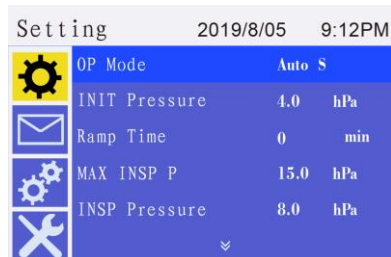 Setting 2019/8/05 9:12PM
OP Mode Auto S
INIT Pressure 4.0 hPa
Ramp Time 0 min
MAX INSP P 15.0 hPa
INSP Pressure 8.0 hPa